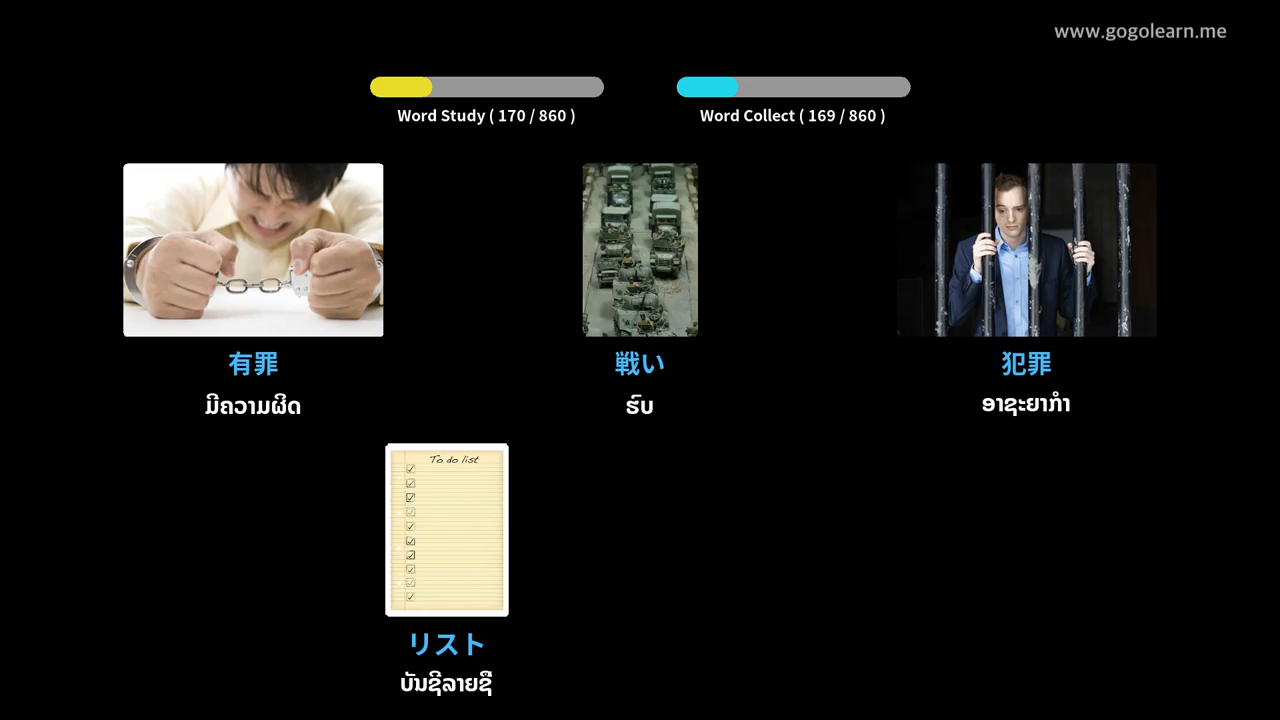 www.gogolearn.me
Word Study ( 170 / 860 )
Word Collect ( 169 / 860 )
有罪
戦い
犯罪
ມີຄວາມຜິດ
ຮົບ
ອາຊະຍາກຳ
To do list
リスト
ບັນຊີລາຍຊື່